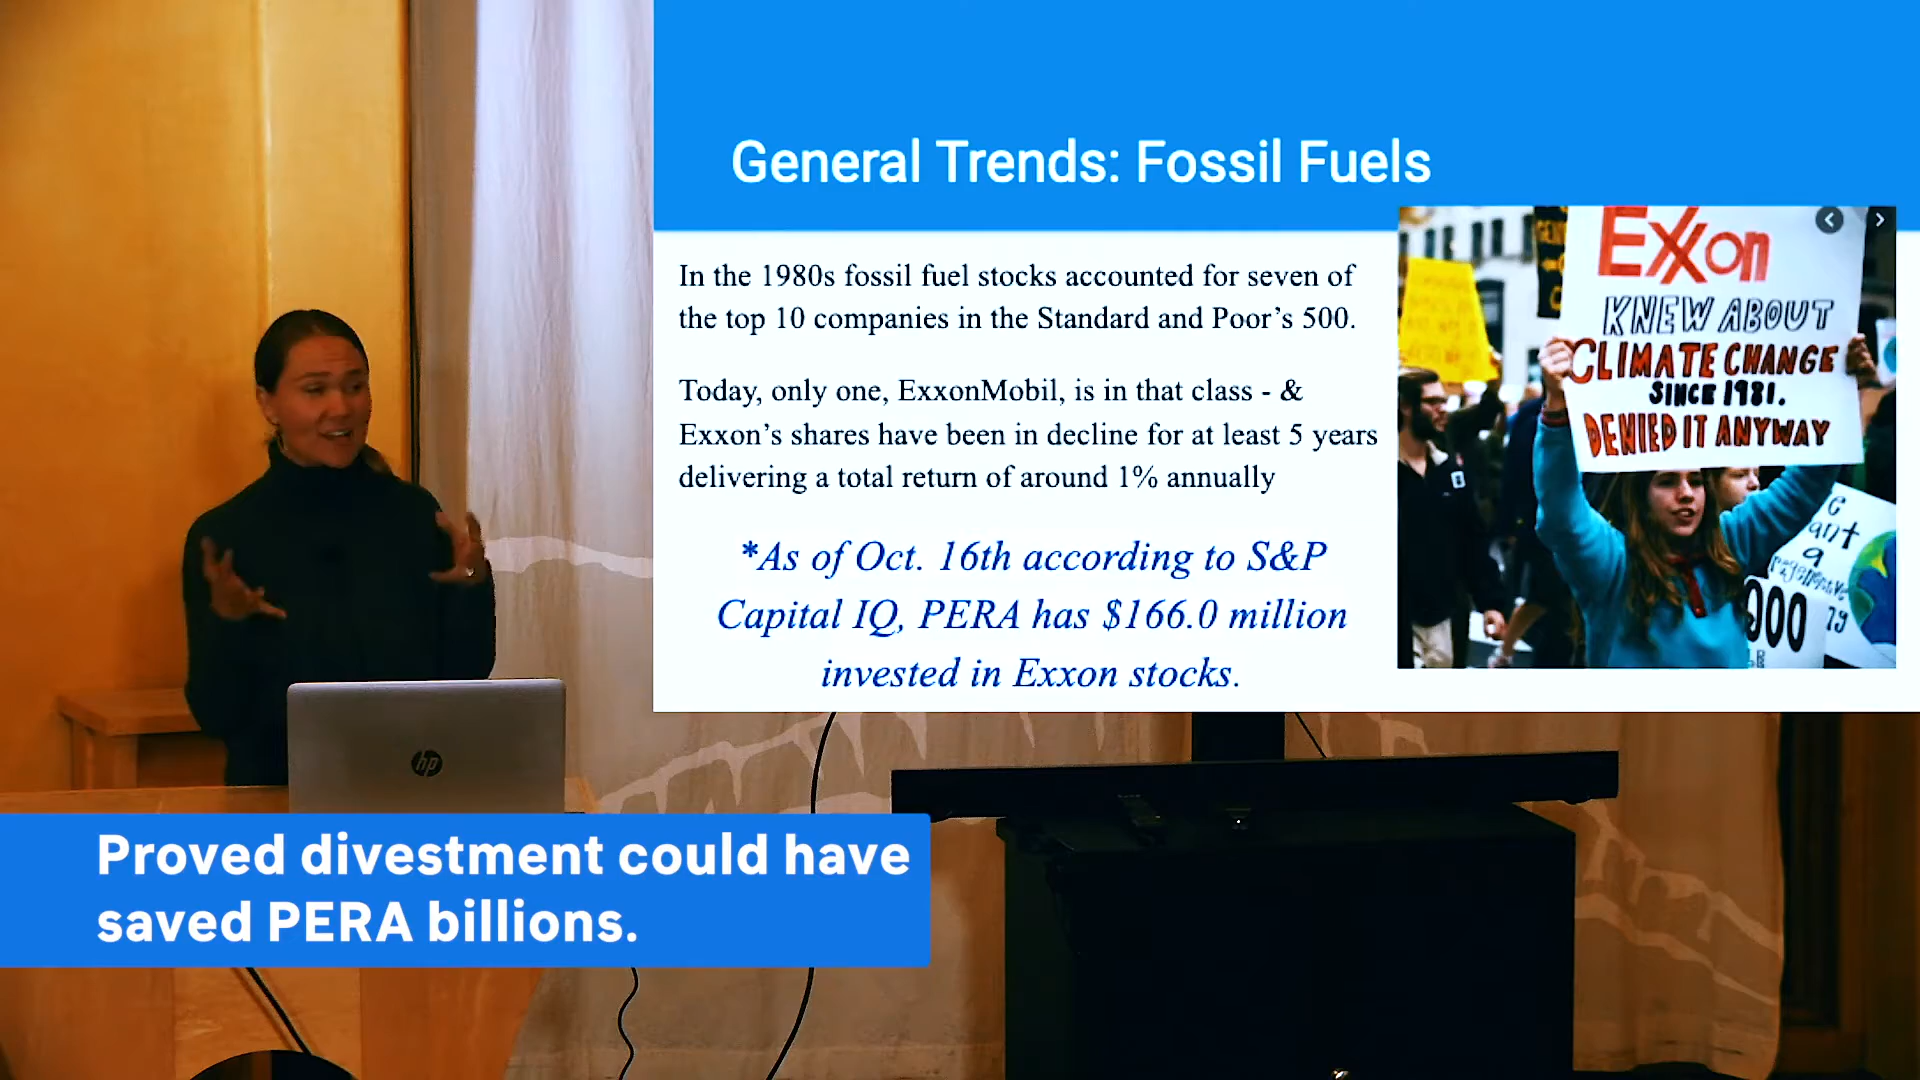 General Trends: Fossil Fuels
In the 1980s fossil fuel stocks accounted for seven of
the top 10 companies in the Standard and Poor’s 500.
Today, only one, ExxonMobil, is in that class - &
Exxon’s shares have been in decline for at least 5 years
delivering a total return of around 1% annually
*As of Oct. 16th according to S&P
Capital IQ, PERA has $166.0 million
invested in Exxon stocks.
Exxon
KNEW ABOUT
CLIMATE CHANGE
SINCE 1981.
DENIED IT ANYWAY
hp
Proved divestment could have
saved PERA billions.